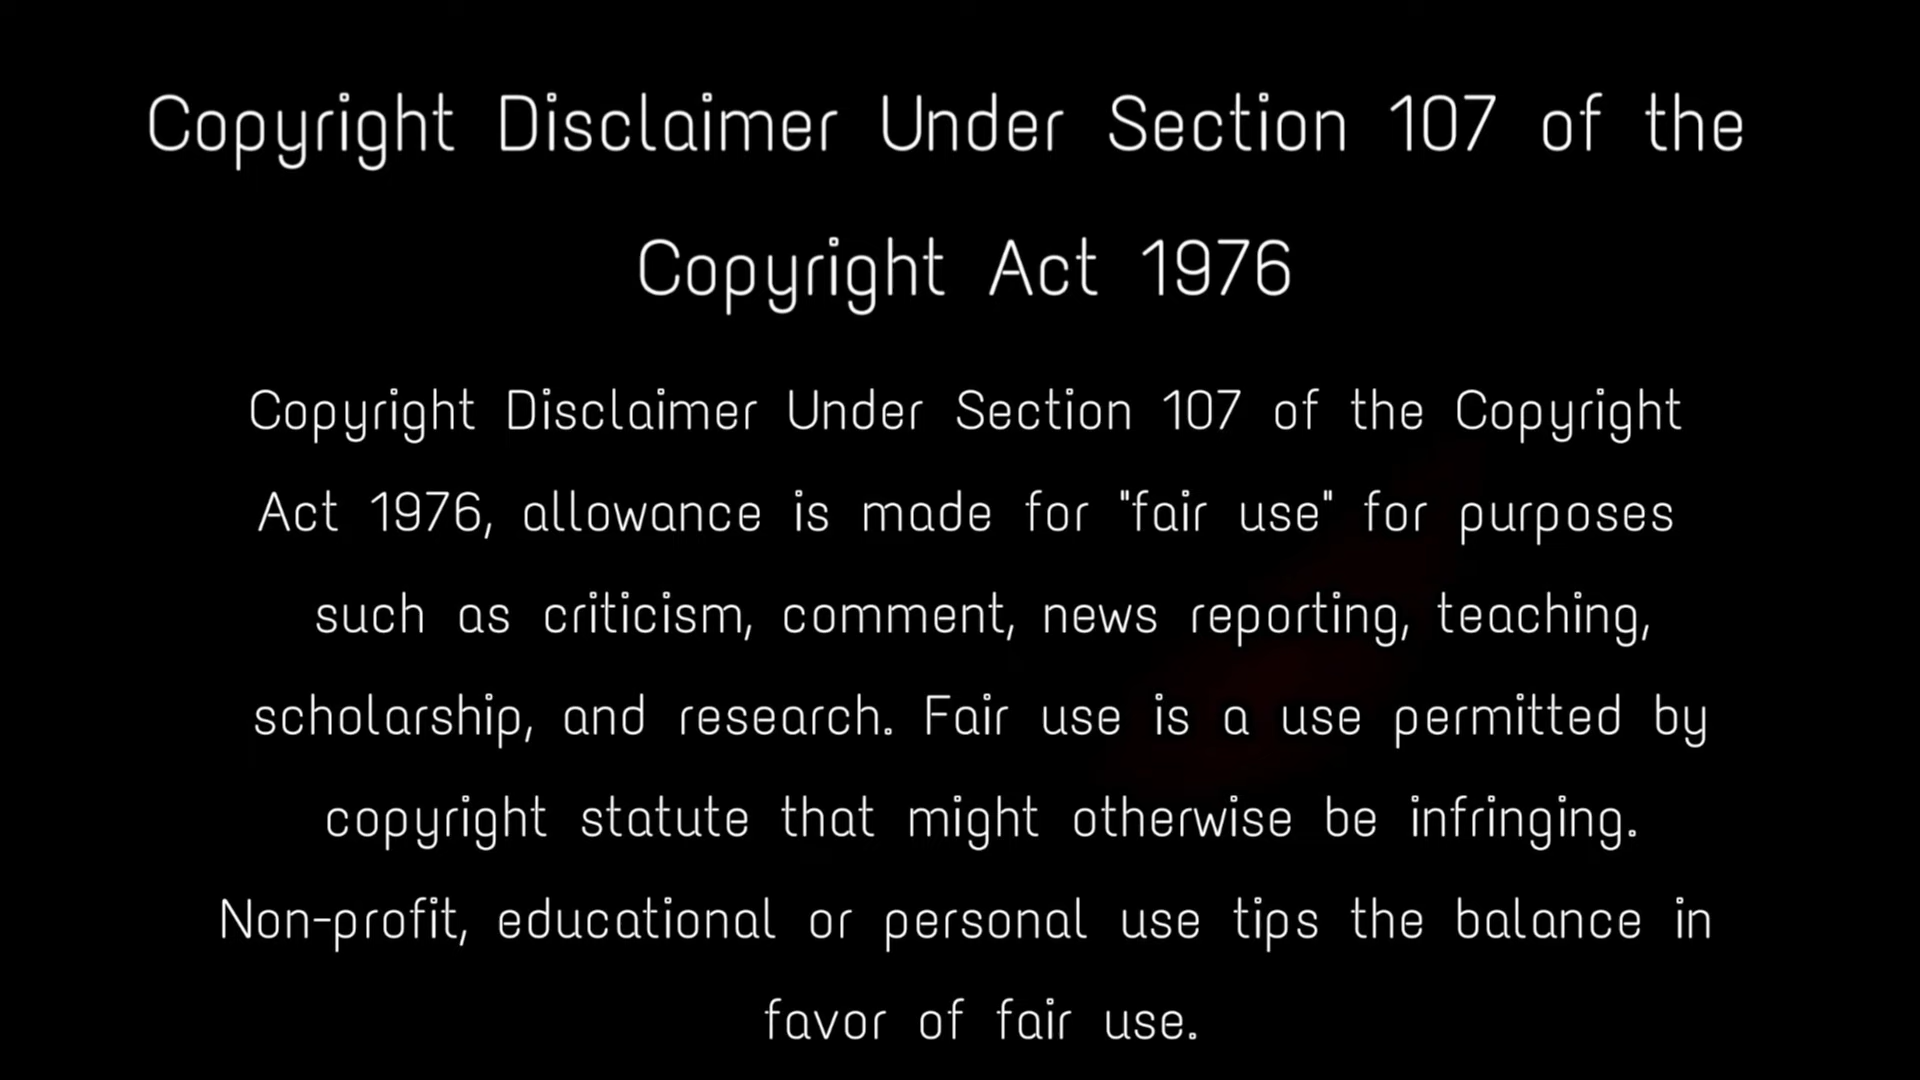 Copyright Disclaimer Under Section 107 of the
Copyright Act 1976
Copyright Disclaimer Under Section 107 of the Copyright
Act 1976, allowance is made for "fair use" for purposes
such as criticism, comment, news reporting, teaching,
scholarship, and research. Fair use is a use permitted by
copyright statute that might otherwise be infringing.
Non-profit, educational or personal use tips the balance in
favor of fair use.